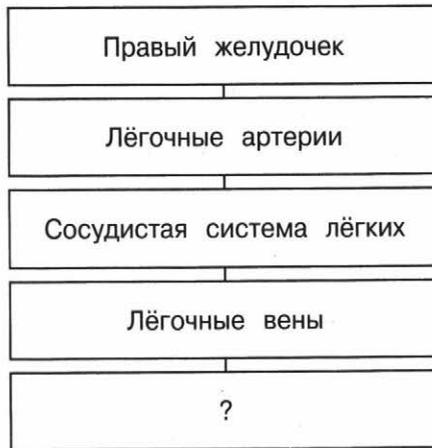 Правый желудочек
Лёгочные артерии
Сосудистая система лёгких
Лёгочные вены
?